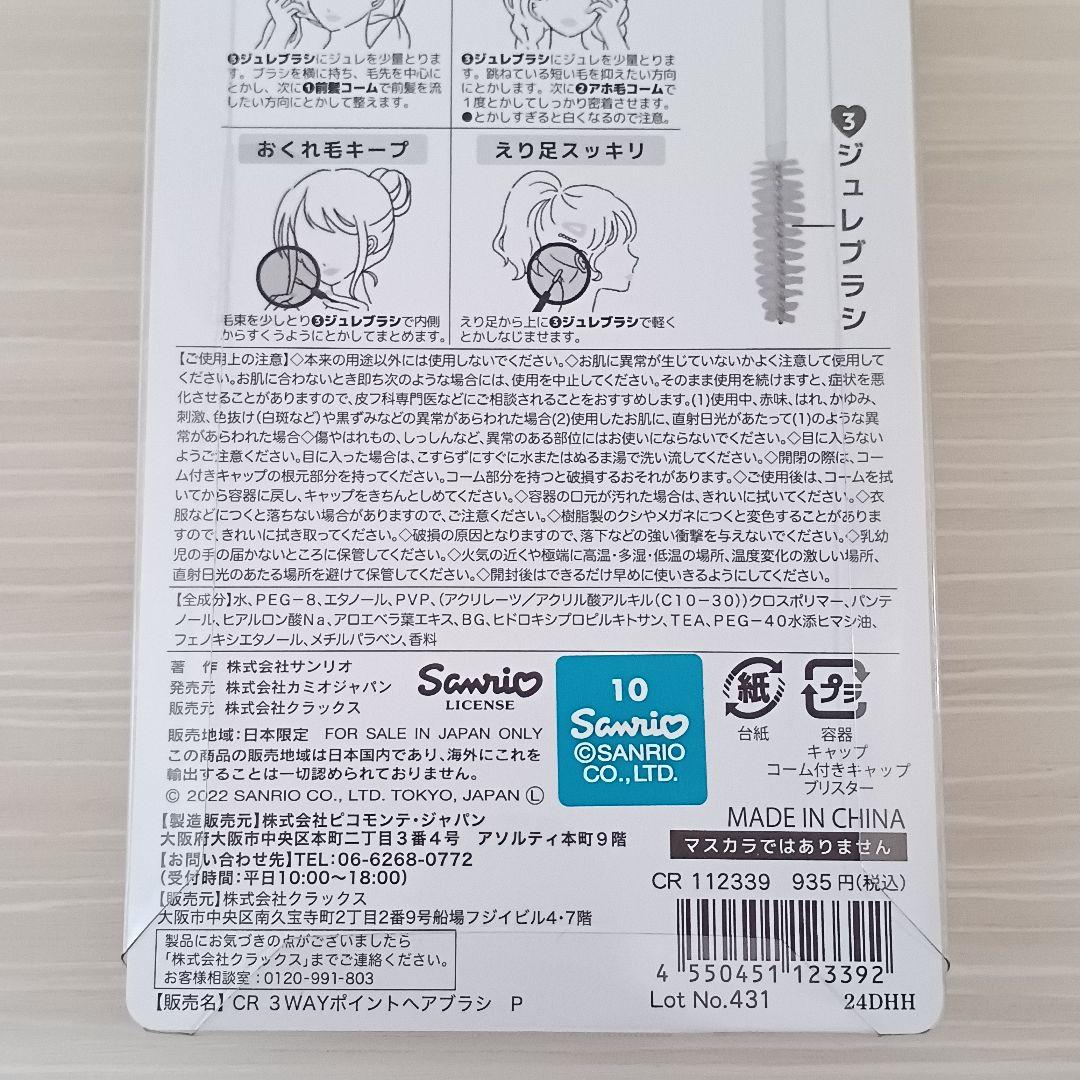 ❸ジュレブラシにジュレを少量とりま
す。ブラシを横に持ち、毛先を中心に
とかし、次に❶前髪コームで前髪を流
したい方向にとかして整えます。
❸ジュレブラシにジュレを少量とりま
す。跳ねている短い毛を抑えたい方向
にとかします。次に❷アホ毛コームで
1度とかしてしっかり密着させます。
●とかしすぎると白くなるので注意。
おくれ毛キープ
えり足スッキリ
毛束を少しとり❸ジュレブラシで内側
からすくうようにとかしてまとめます。
えり足から上に❸ジュレブラシで軽く
とかしなじませます。
3
ジュレブラシ
【ご使用上の注意】◇本来の用途以外には使用しないでください。◇お肌に異常が生じていないかよく注意して使用して
ください。お肌に合わないとき即ち次のような場合には、使用を中止してください。そのまま使用を続けますと、症状を悪
化させることがありますので、皮フ科専門医などにご相談されることをおすすめします。(1)使用中、赤味、はれ、かゆみ、
刺激、色抜け(白斑など)や黒ずみなどの異常があらわれた場合(2)使用したお肌に、直射日光があたって(1)のような異
常があらわれた場合◇傷やはれもの、しっしんなど、異常のある部位にはお使いにならないでください。◇目に入らない
ようご注意ください。目に入った場合は、こすらずにすぐに水またはぬるま湯で洗い流してください。◇開閉の際は、コー
ム付きキャップの根元部分を持ってください。コーム部分を持つと破損するおそれがあります。◇ご使用後は、コームを拭
いてから容器に戻し、キャップをきちんとしめてください。◇容器の口元が汚れた場合は、きれいに拭いてください。◇衣
服などにつくと落ちない場合がありますので、ご注意ください。◇樹脂製のクシやメガネにつくと変色することがありま
すので、きれいに拭き取ってください。◇破損の原因となりますので、落下などの強い衝撃を与えないでください。◇乳幼
児の手の届かないところに保管してください。◇火気の近くや極端に高温・多湿・低温の場所、温度変化の激しい場所、
直射日光のあたる場所を避けて保管してください。◇開封後はできるだけ早めに使いきるようにしてください。
【全成分】水、PEG-8、エタノール、PVP、(アクリレーツ/アクリル酸アルキル(C10-30))クロスポリマー、パンテ
ノール、ヒアルロン酸Na、アロエベラ葉エキス、BG、ヒドロキシプロピルキトサン、TEA、PEG-40水添ヒマシ油、
フェノキシエタノール、メチルパラベン、香料
著 作 株式会社サンリオ
発売元 株式会社カミオジャパン
販売元 株式会社クラックス
Sanrio
LICENSE
10
Sanrio
©SANRIO
CO.,LTD.
紙
台紙
プラ
容器
キャップ
コーム付きキャップ
ブリスター
販売地域:日本限定 FOR SALE IN JAPAN ONLY
この商品の販売地域は日本国内であり、海外にこれを
輸出することは一切認められておりません。
© 2022 SANRIO CO., LTD. TOKYO, JAPAN Ⓛ
【製造販売元】株式会社ピコモンテ・ジャパン
大阪府大阪市中央区本町二丁目3番4号 アソルティ本町9階
【お問い合わせ先】TEL:06-6268-0772
(受付時間:平日10:00〜18:00)
【販売元】株式会社クラックス
大阪市中央区南久宝寺町2丁目2番9号船場フジイビル4・7階
製品にお気づきの点がございましたら
「株式会社クラックス」までご連絡ください。
お客様相談室:0120-991-803
【販売名】CR 3WAYポイントヘアブラシ P
MADE IN CHINA
マスカラではありません
CR 112339 935円(税込)
4 550451 123392
Lot No.431
24DHH